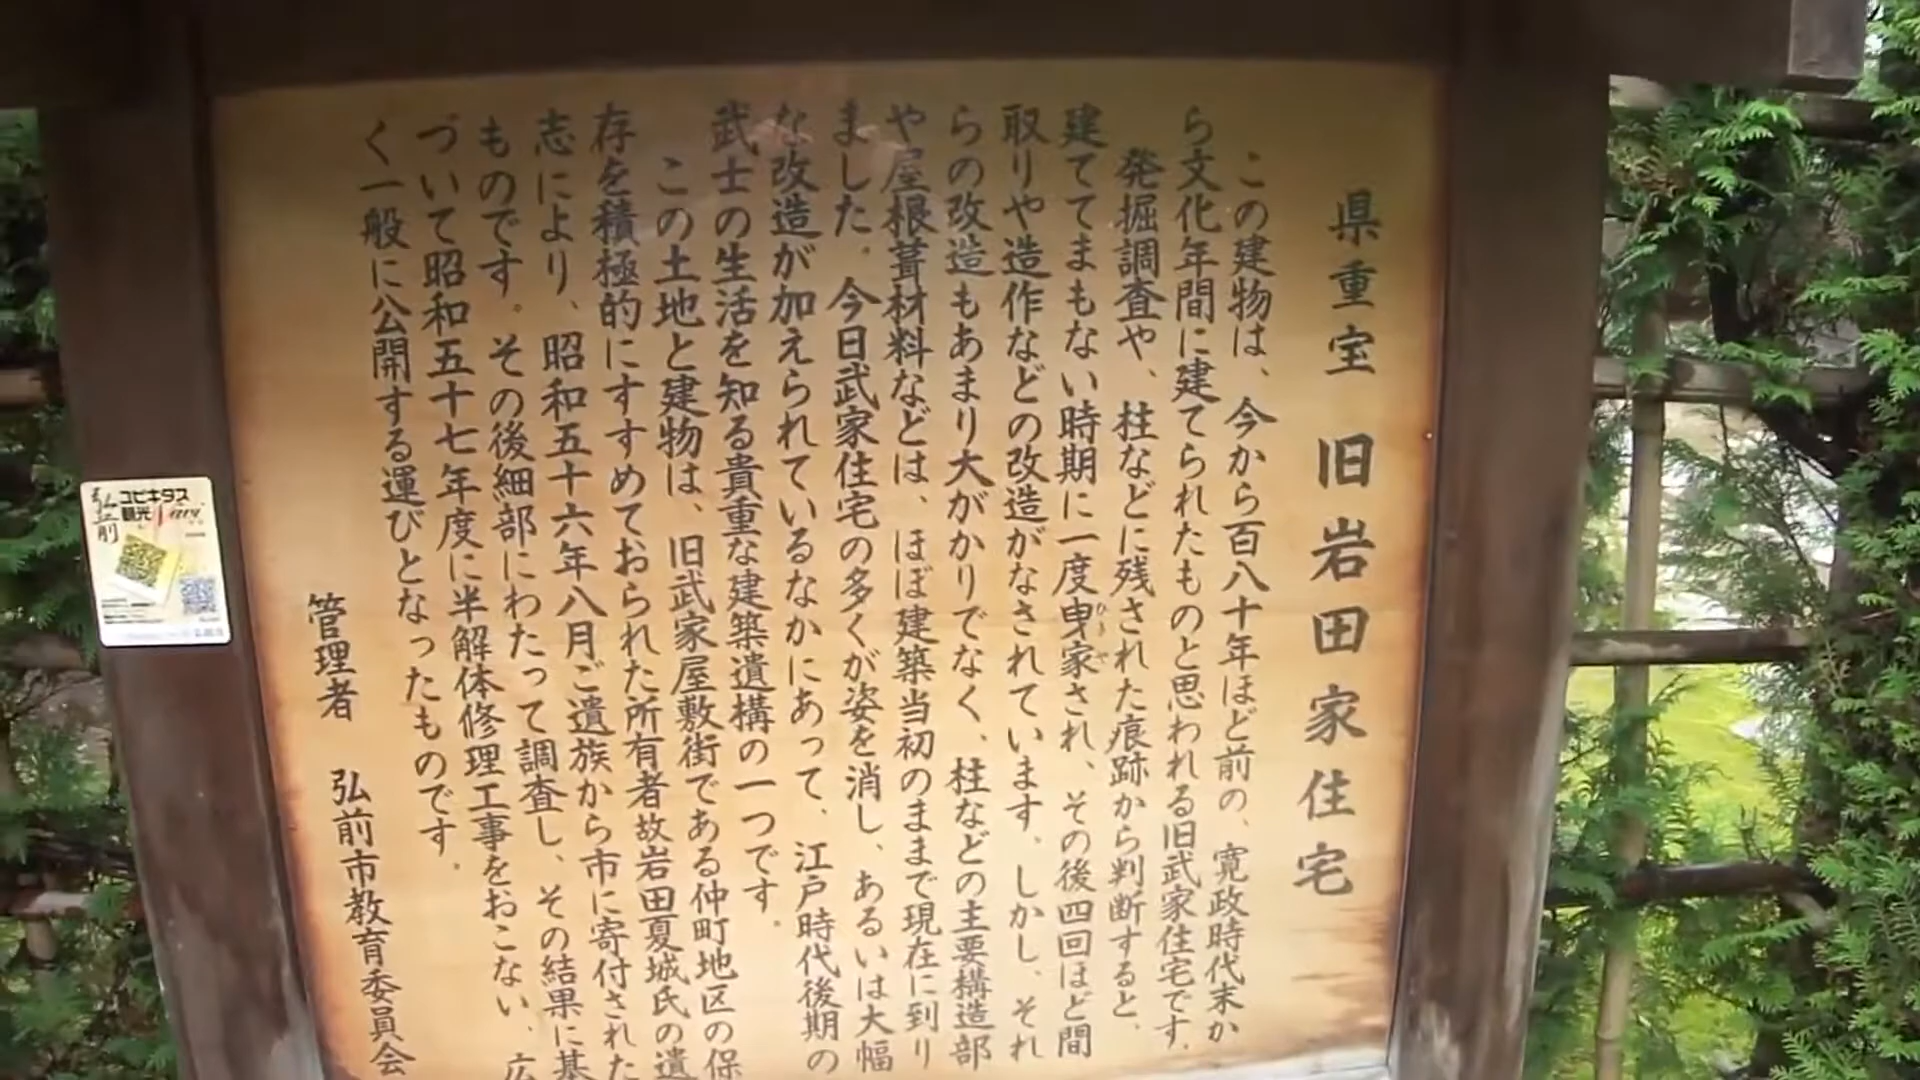 県重宝 旧岩田家住宅
この建物は、今から百八十年ほど前の、寛政時代末か
ら文化年間に建てられたものと思われる旧武家住宅です。
発掘調査や、柱などに残された痕跡から判断すると、
建ててまもない時期に一度曳家され、その後四回ほど間
取りや造作などの改造がなされています。しかし、それ
らの改造もあまり大がかりでなく、柱などの主要構造部
や屋根葺材料などは、ほぼ建築当初のままで現在に到り
ました。今日武家住宅の多くが姿を消し、あるいは大幅
な改造が加えられているなかにあって、江戸時代後期の
武士の生活を知る貴重な建築遺構の一つです。
この土地と建物は、旧武家屋敷街である仲町地区の保
存を積極的にすすめておられた所有者故岩田夏城氏の遺
志により、昭和五十六年八月ご遺族から市に寄付された
ものです。その後細部にわたって調査し、その結果に基
づいて昭和五十七年度に半解体修理工事をおこない、広
く一般に公開する運びとなったものです。
管理者 弘前市教育委員会
弘前
ユビキタス
観光